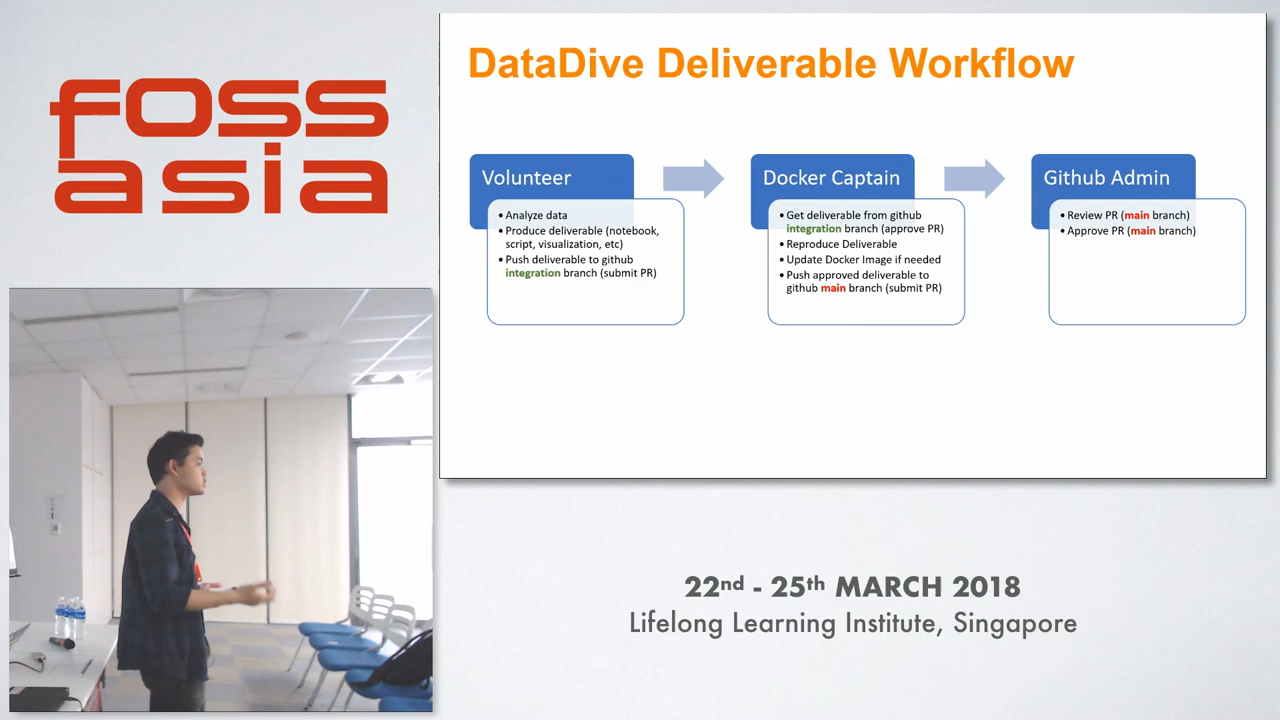 foss
asia
DataDive Deliverable Workflow
Volunteer
• Analyze data
• Produce deliverable (notebook,
script, visualization, etc)
• Push deliverable to github
integration branch (submit PR)
Docker Captain
• Get deliverable from github
integration branch (approve PR)
• Reproduce Deliverable
• Update Docker Image if needed
• Push approved deliverable to
github main branch (submit PR)
Github Admin
• Review PR (main branch)
• Approve PR (main branch)
22nd - 25th MARCH 2018
Lifelong Learning Institute, Singapore